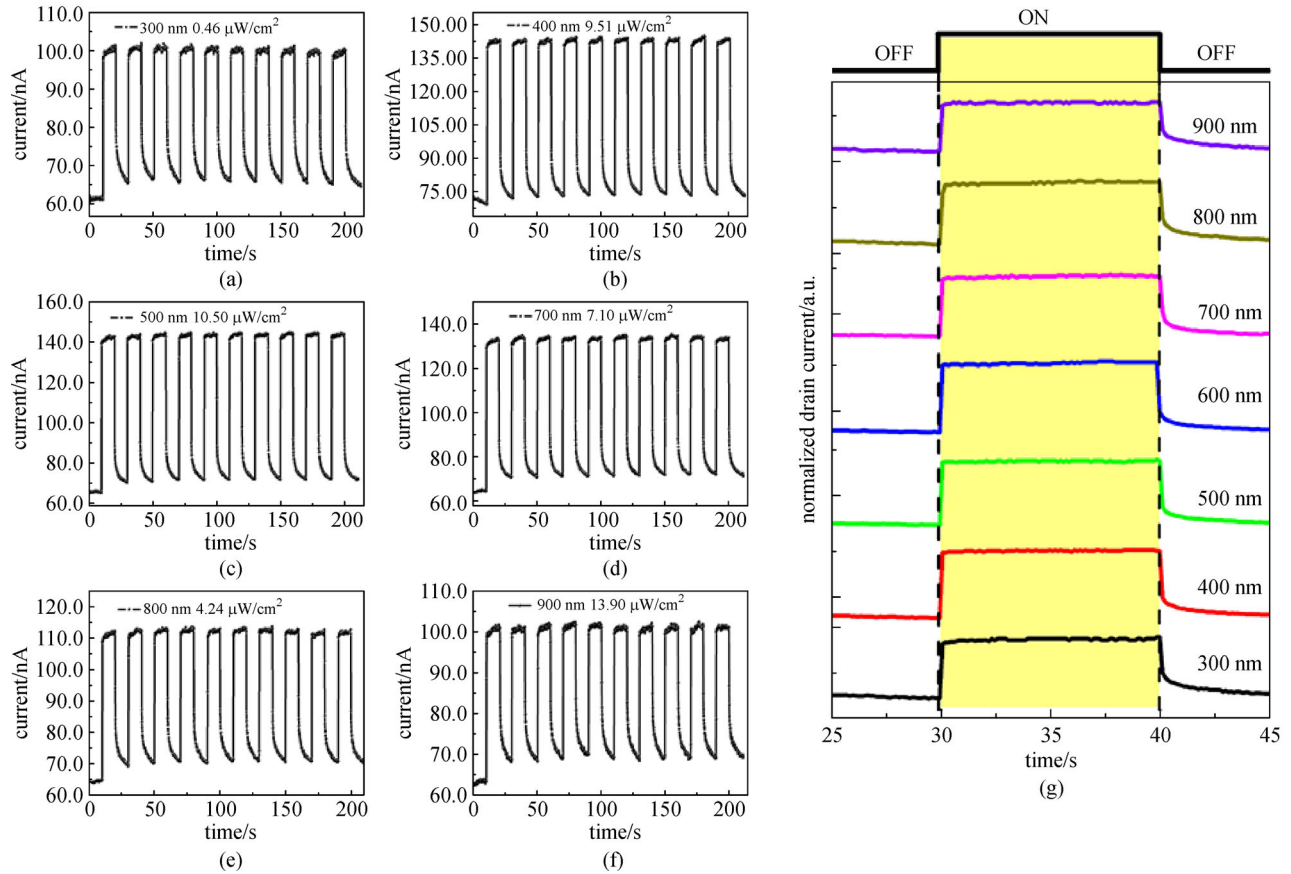 300 nm 0.46 μW/cm²
110.0
100.0
90.0
80.0
70.0
60.0
current/nA
0 50 100 150 200
time/s
(a)
400 nm 9.51 μW/cm²
150.00
135.00
120.00
105.00
90.00
75.00
current/nA
0 50 100 150 200
time/s
(b)
500 nm 10.50 μW/cm²
160.0
140.0
120.0
100.0
80.0
60.0
current/nA
0 50 100 150 200
time/s
(c)
700 nm 7.10 μW/cm²
140.0
120.0
100.0
80.0
60.0
current/nA
0 50 100 150 200
time/s
(d)
800 nm 4.24 μW/cm²
120.0
110.0
100.0
90.0
80.0
70.0
60.0
current/nA
0 50 100 150 200
time/s
(e)
900 nm 13.90 μW/cm²
110.0
100.0
90.0
80.0
70.0
60.0
current/nA
0 50 100 150 200
time/s
(f)
ON
OFF OFF
900 nm
800 nm
700 nm
600 nm
500 nm
400 nm
300 nm
normalized drain current/a.u.
25 30 35 40 45
time/s
(g)